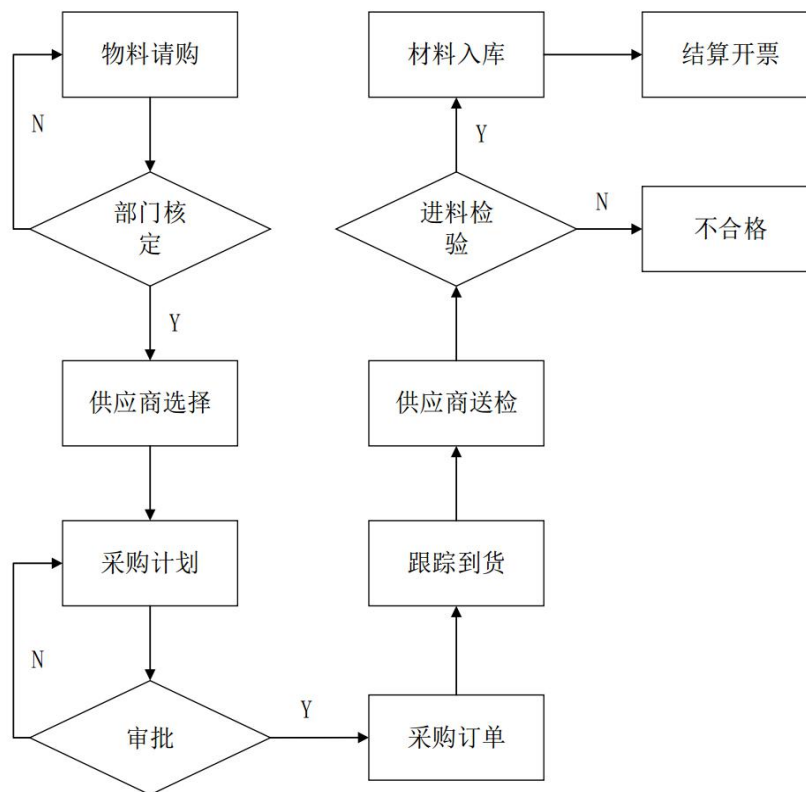 物料请购
N
部门核
定
Y
供应商选择
采购计划
N
审批
Y
采购订单
跟踪到货
供应商送检
进料检
验
N
不合格
Y
材料入库
结算开票